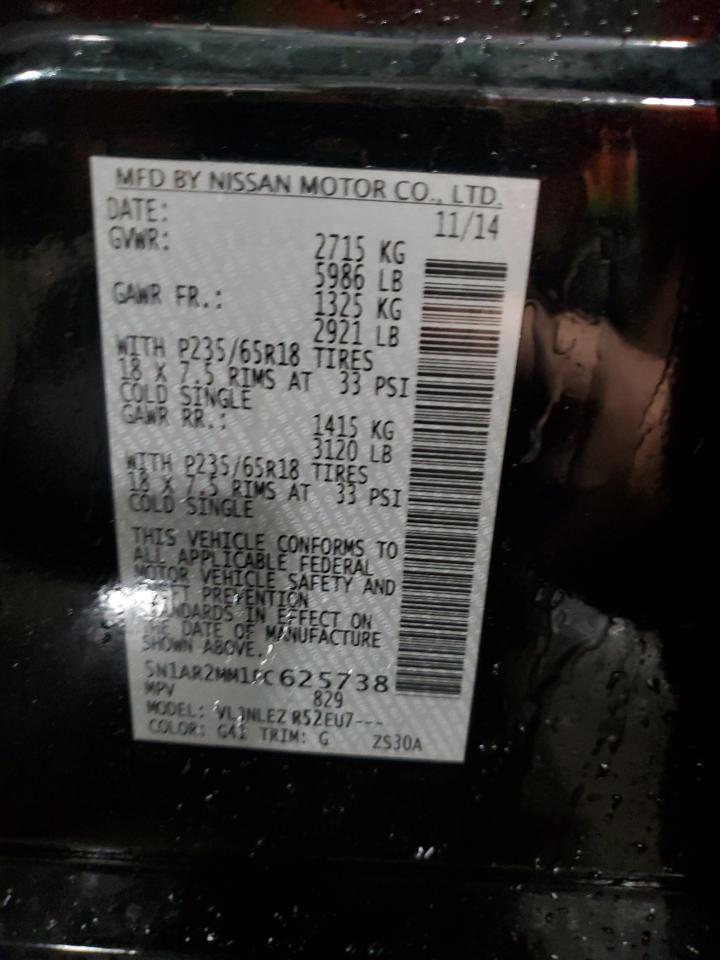 MFD BY NISSAN MOTOR CO., LTD.
DATE: 11/14
GVWR: 2715 KG
5986 LB
GAWR FR.: 1325 KG
2921 LB
WITH P235/65R18 TIRES
18 X 7.5 RIMS AT 33 PSI
COLD SINGLE
GAWR RR.: 1415 KG
3120 LB
WITH P235/65R18 TIRES
18 X 7.5 RIMS AT 33 PSI
COLD SINGLE
THIS VEHICLE CONFORMS TO
ALL APPLICABLE FEDERAL
MOTOR VEHICLE SAFETY AND
THEFT PREVENTION
STANDARDS IN EFFECT ON
THE DATE OF MANUFACTURE
SHOWN ABOVE.
5N1AR2MM1FC625738
MPV 829
MODEL: VL3NLEZ R52EU7---
COLOR: G41 TRIM: G ZS30A